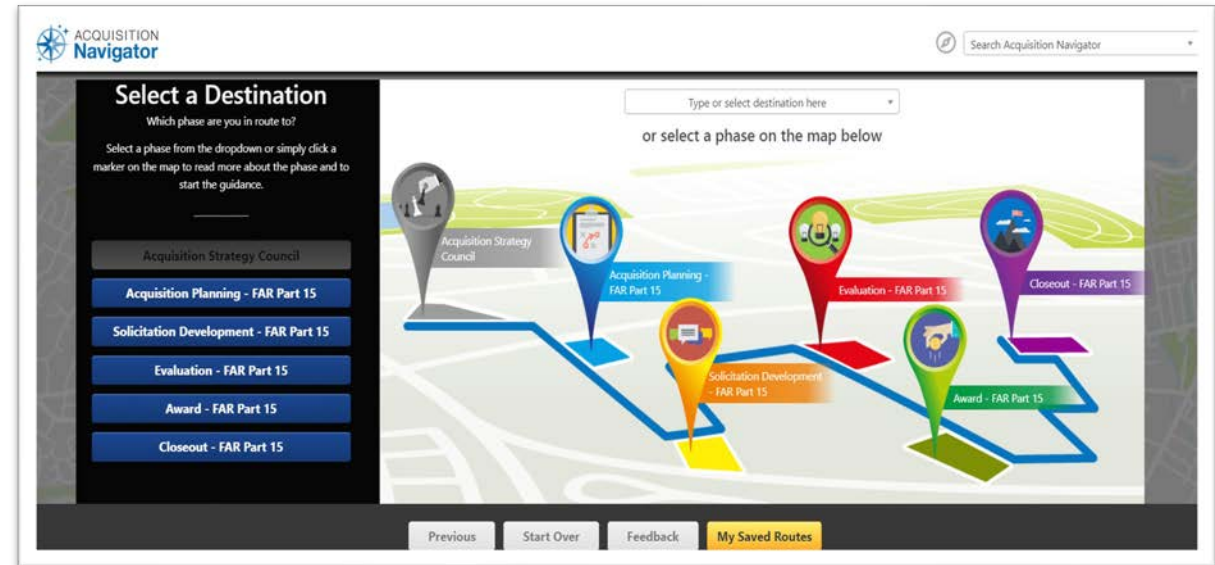 ACQUISITION
Navigator
Search Acquisition Navigator
Select a Destination
Which phase are you in route to?
Select a phase from the dropdown or simply click a
marker on the map to read more about the phase and to
start the guidance.
Acquisition Strategy Council
Acquisition Planning - FAR Part 15
Solicitation Development - FAR Part 15
Evaluation - FAR Part 15
Award - FAR Part 15
Closeout - FAR Part 15
Type or select destination here
or select a phase on the map below
Acquisition Strategy
Council
Acquisition Planning -
FAR Part 15
Solicitation Development
- FAR Part 15
Evaluation - FAR Part 15
Award - FAR Part 15
Closeout - FAR Part 15
Previous
Start Over
Feedback
My Saved Routes